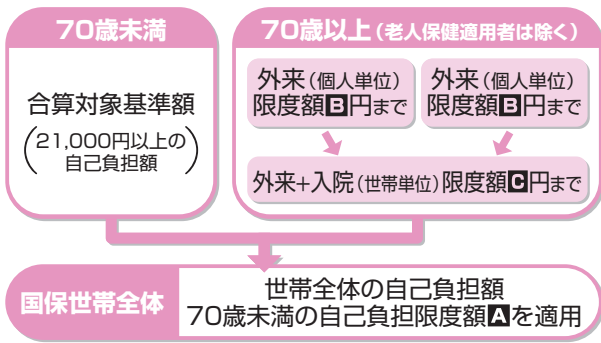 70歳未満
合算対象基準額
(21,000円以上の
自己負担額)
70歳以上(老人保健適用者は除く)
外来(個人単位)
限度額B円まで
外来(個人単位)
限度額B円まで
外来+入院(世帯単位)限度額C円まで
国保世帯全体
世帯全体の自己負担額
70歳未満の自己負担限度額Aを適用